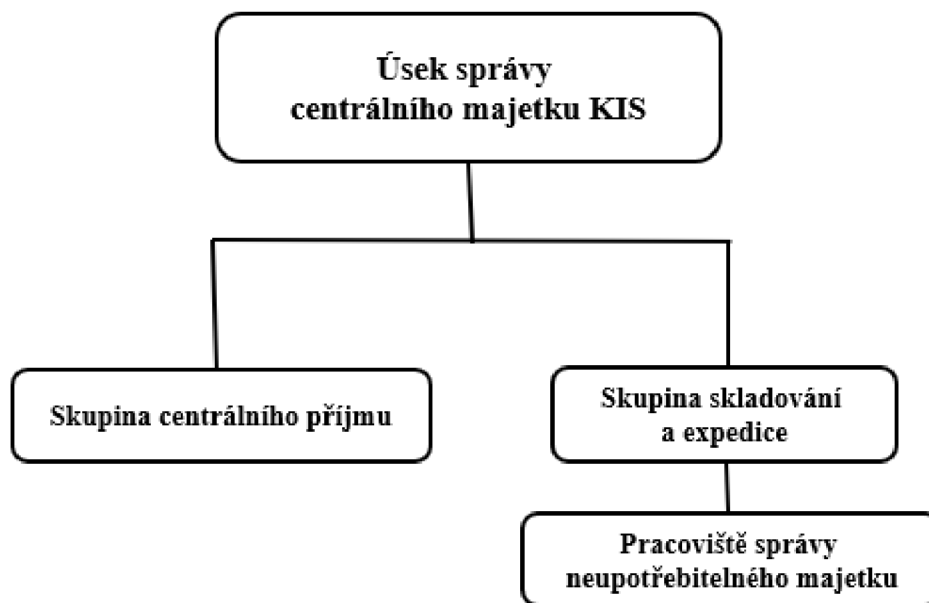 Úsek správy
centrálního majetku KIS
Skupina centrálního příjmu
Skupina skladování
a expedice
Pracoviště správy
neupotřebitelného majetku